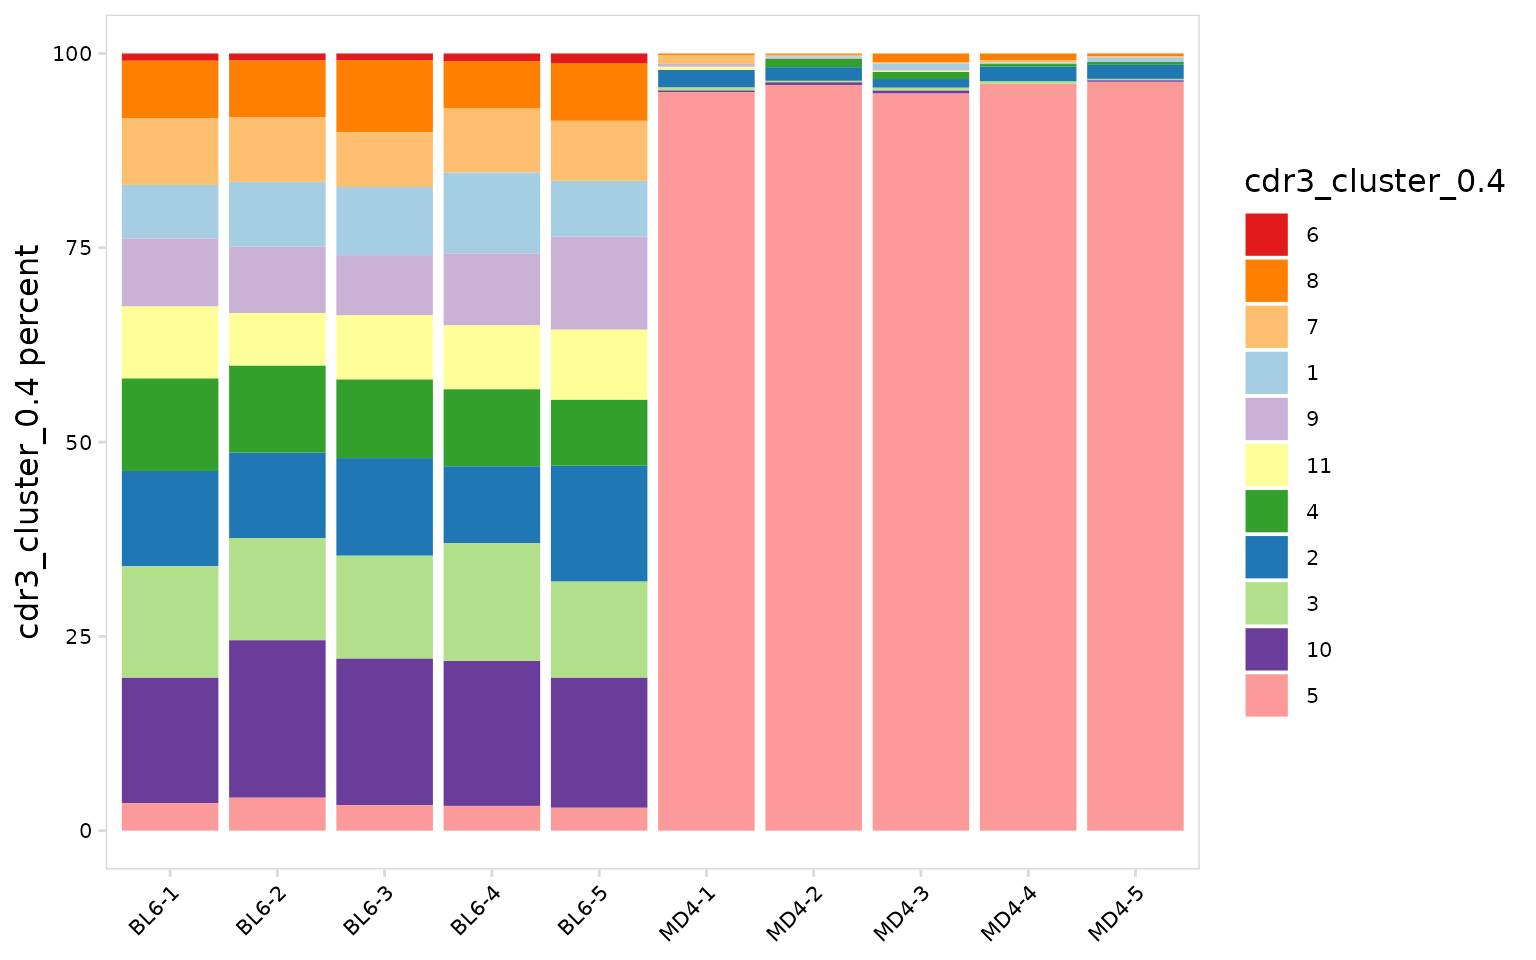 cdr3_cluster_0.4 percent
100
75
50
25
0
BL6-1
BL6-2
BL6-3
BL6-4
BL6-5
MD4-1
MD4-2
MD4-3
MD4-4
MD4-5
cdr3_cluster_0.4
6
8
7
1
9
11
4
2
3
10
5